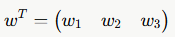 w^T = (w_1 w_2 w_3)